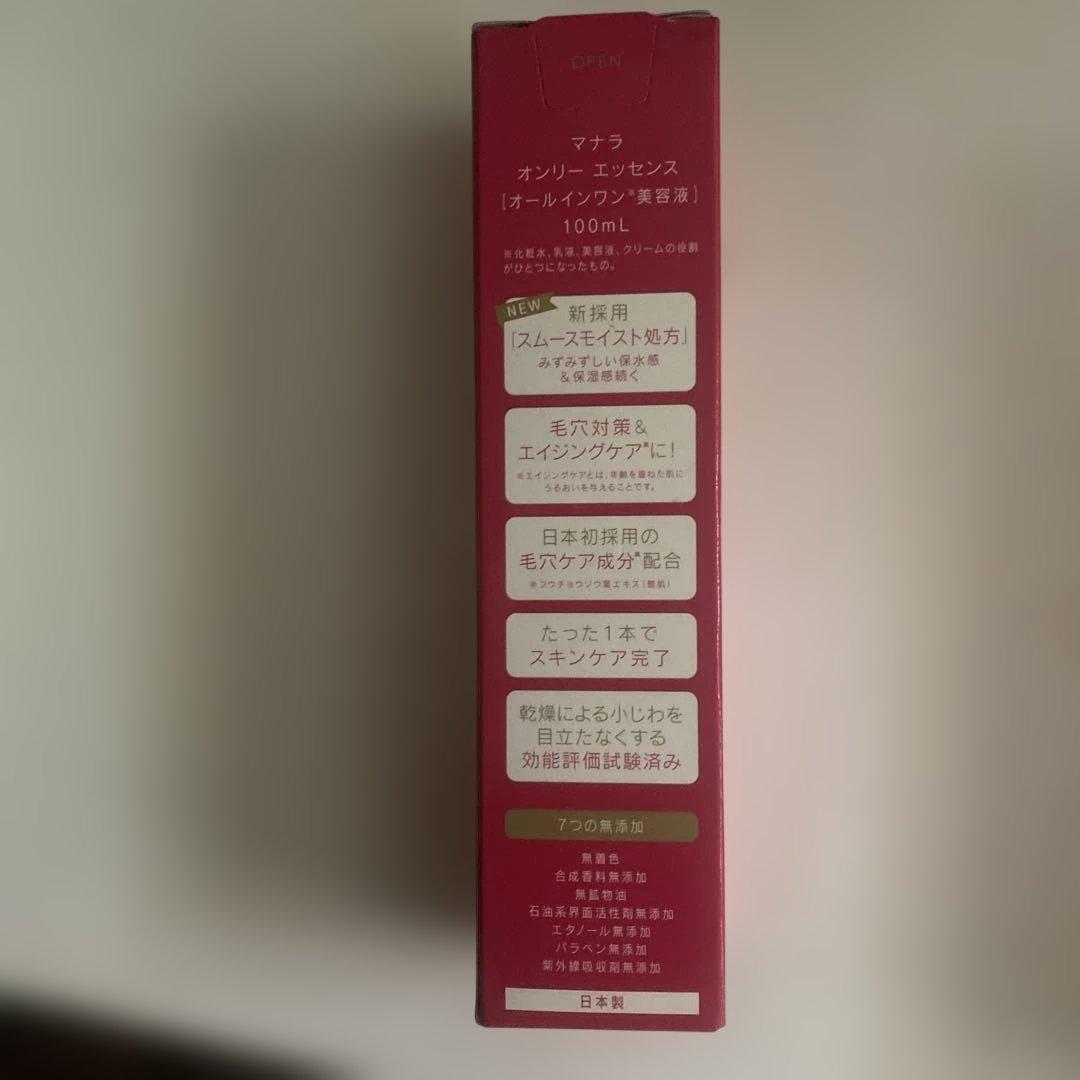 OPEN
マナラ
オンリー エッセンス
[オールインワン※美容液]
100mL
※化粧水、乳液、美容液、クリームの役割
がひとつになったもの。
NEW
新採用
「スムースモイスト処方」
みずみずしい保水感
&保湿感続く
毛穴対策&
エイジングケア※に!
※エイジングケアとは、年齢を重ねた肌に
うるおいを与えることです。
日本初採用の
毛穴ケア成分※配合
※フウチョウソウ葉エキス(整肌)
たった1本で
スキンケア完了
乾燥による小じわを
目立たなくする
効能評価試験済み
7つの無添加
無着色
合成香料無添加
無鉱物油
石油系界面活性剤無添加
エタノール無添加
パラベン無添加
紫外線吸収剤無添加
日本製